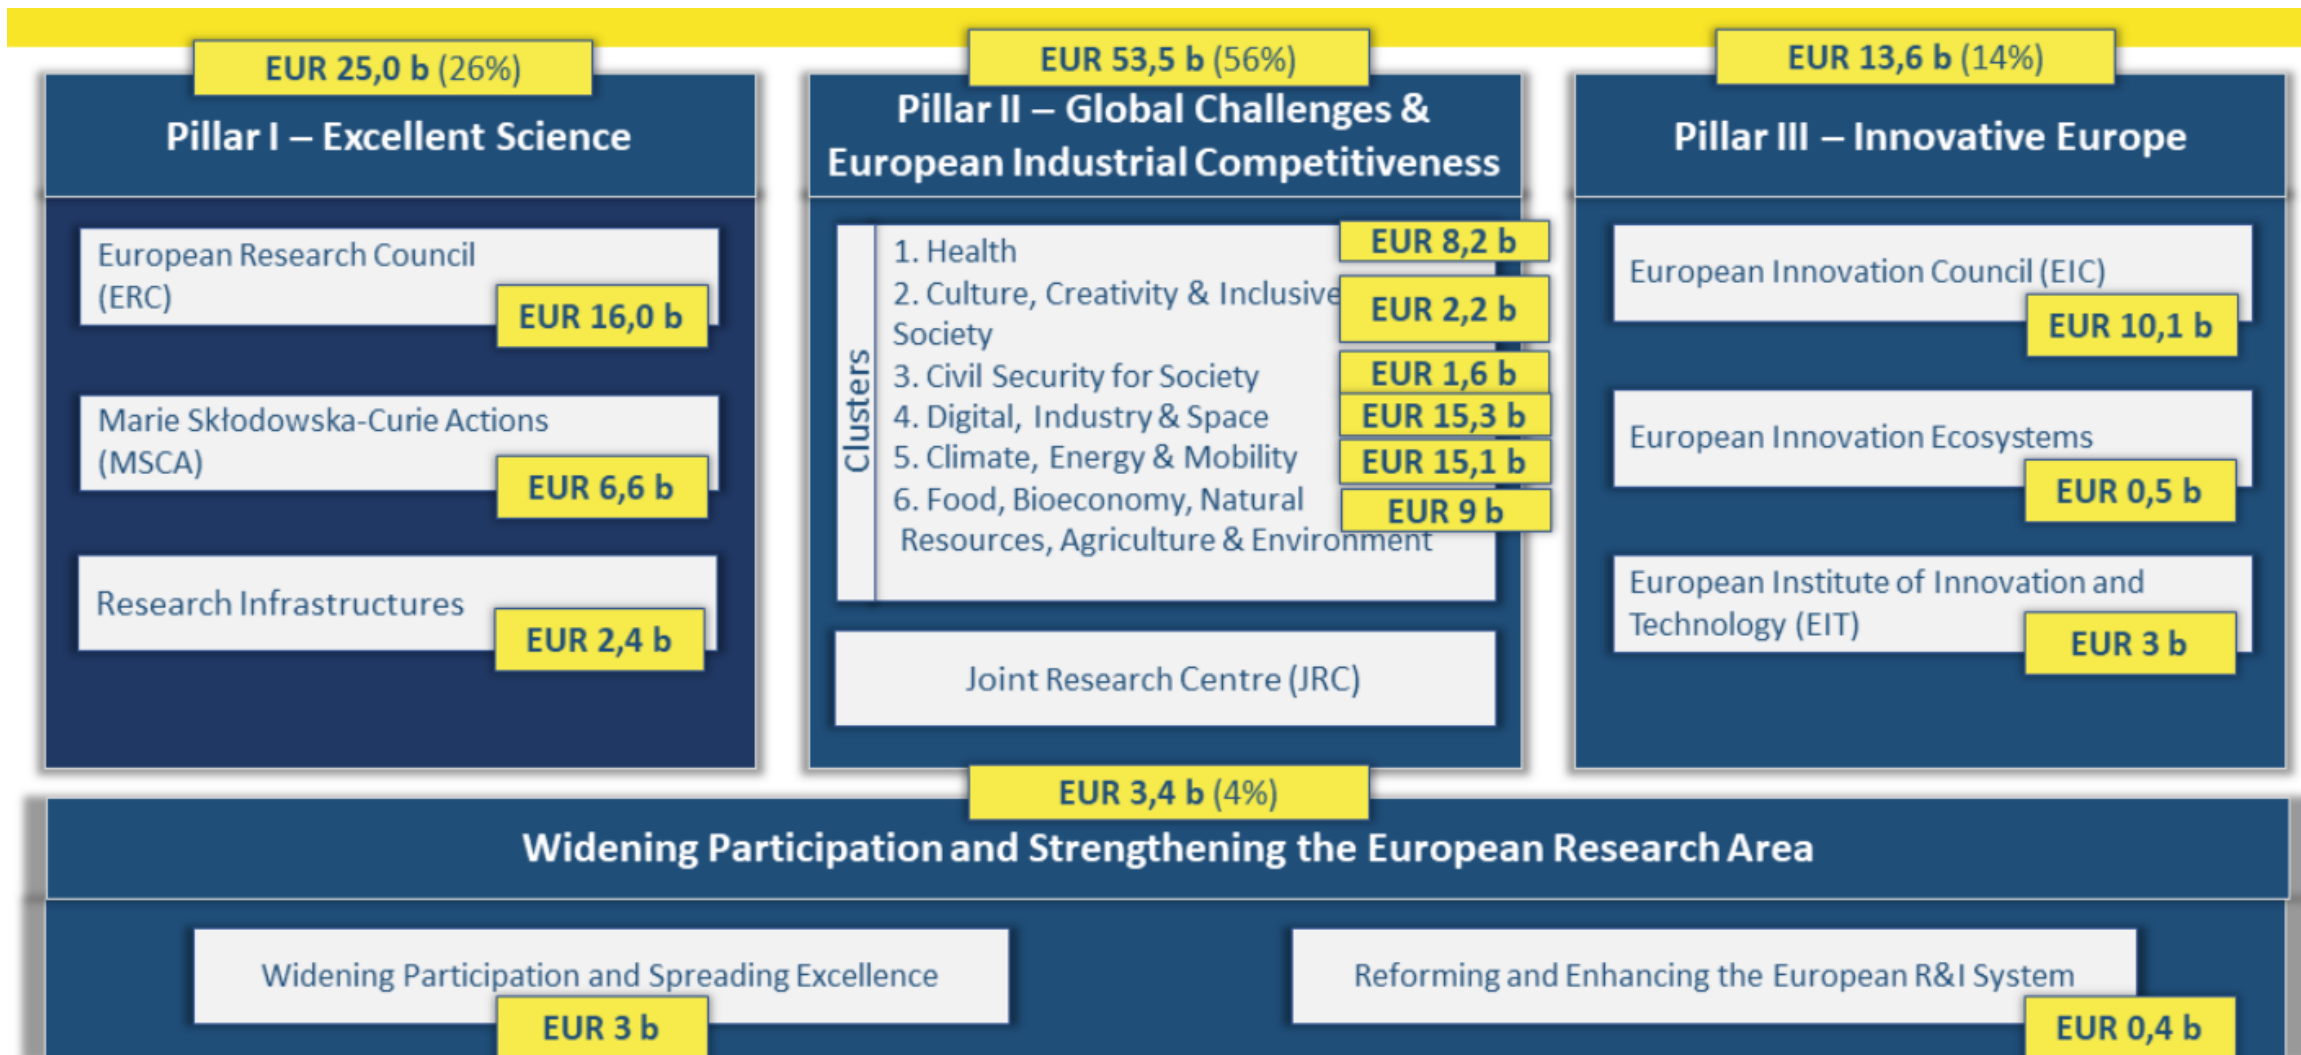 EUR 25,0 b (26%)
Pillar I – Excellent Science
European Research Council
(ERC)
EUR 16,0 b
Marie Skłodowska-Curie Actions
(MSCA)
EUR 6,6 b
Research Infrastructures
EUR 2,4 b
EUR 53,5 b (56%)
Pillar II – Global Challenges &
European Industrial Competitiveness
Clusters
1. Health
EUR 8,2 b
2. Culture, Creativity & Inclusive
Society
EUR 2,2 b
3. Civil Security for Society
EUR 1,6 b
4. Digital, Industry & Space
EUR 15,3 b
5. Climate, Energy & Mobility
EUR 15,1 b
6. Food, Bioeconomy, Natural
Resources, Agriculture & Environment
EUR 9 b
Joint Research Centre (JRC)
EUR 13,6 b (14%)
Pillar III – Innovative Europe
European Innovation Council (EIC)
EUR 10,1 b
European Innovation Ecosystems
EUR 0,5 b
European Institute of Innovation and
Technology (EIT)
EUR 3 b
EUR 3,4 b (4%)
Widening Participation and Strengthening the European Research Area
Widening Participation and Spreading Excellence
EUR 3 b
Reforming and Enhancing the European R&I System
EUR 0,4 b